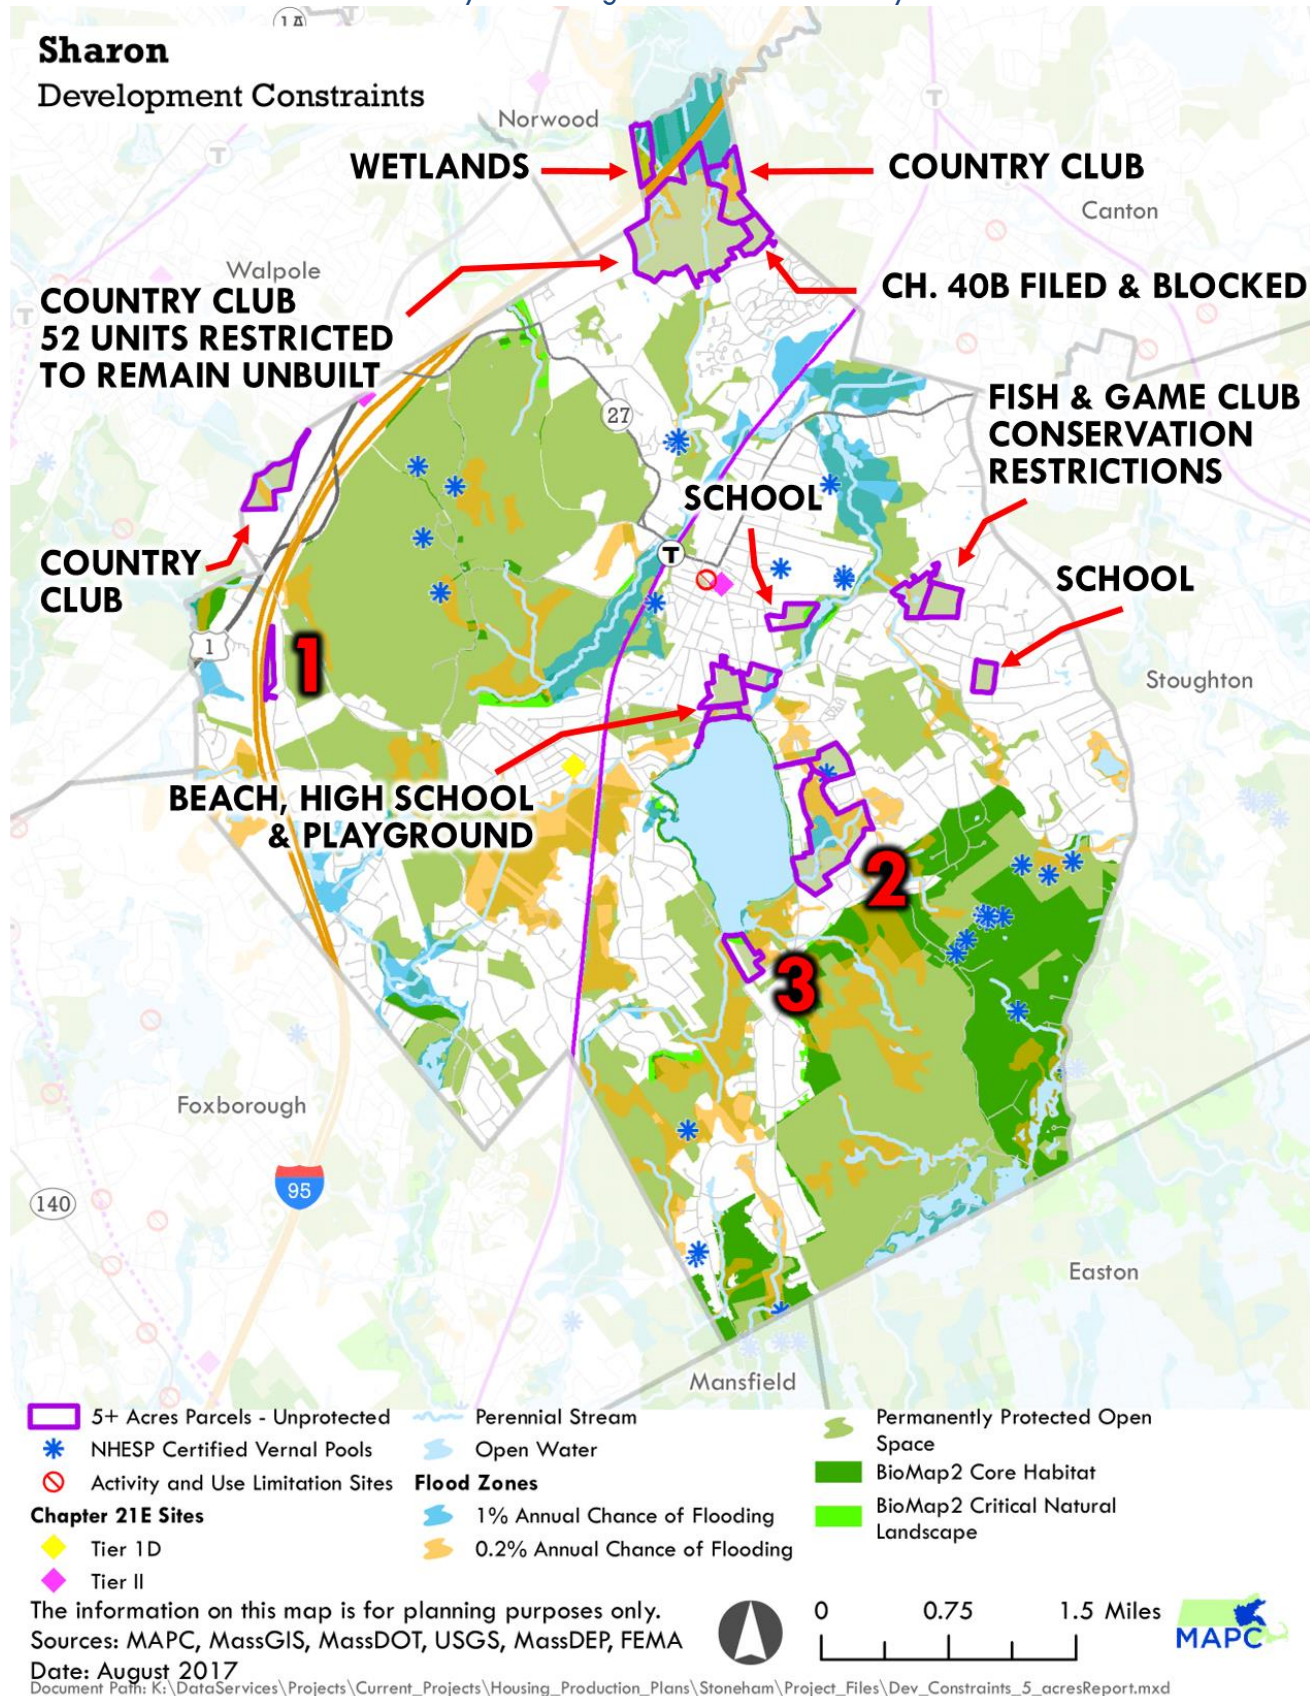 Sharon
Development Constraints
1A
Norwood
T
T
WETLANDS
COUNTRY CLUB
Canton
Walpole
COUNTRY CLUB
52 UNITS RESTRICTED
TO REMAIN UNBUILT
CH. 40B FILED & BLOCKED
T
27
FISH & GAME CLUB
CONSERVATION
RESTRICTIONS
SCHOOL
T
COUNTRY
CLUB
SCHOOL
1
1
Stoughton
BEACH, HIGH SCHOOL
& PLAYGROUND
2
3
Foxborough
95
140
Easton
Mansfield
5+ Acres Parcels - Unprotected
NHESP Certified Vernal Pools
Activity and Use Limitation Sites
Chapter 21E Sites
Tier 1D
Tier II
Perennial Stream
Open Water
Flood Zones
1% Annual Chance of Flooding
0.2% Annual Chance of Flooding
Permanently Protected Open
Space
BioMap2 Core Habitat
BioMap2 Critical Natural
Landscape
The information on this map is for planning purposes only.
Sources: MAPC, MassGIS, MassDOT, USGS, MassDEP, FEMA
Date: August 2017
0 0.75 1.5 Miles
MAPC
Document Path: K:\DataServices\Projects\Current_Projects\Housing_Production_Plans\Stoneham\Project_Files\Dev_Constraints_5_acresReport.mxd